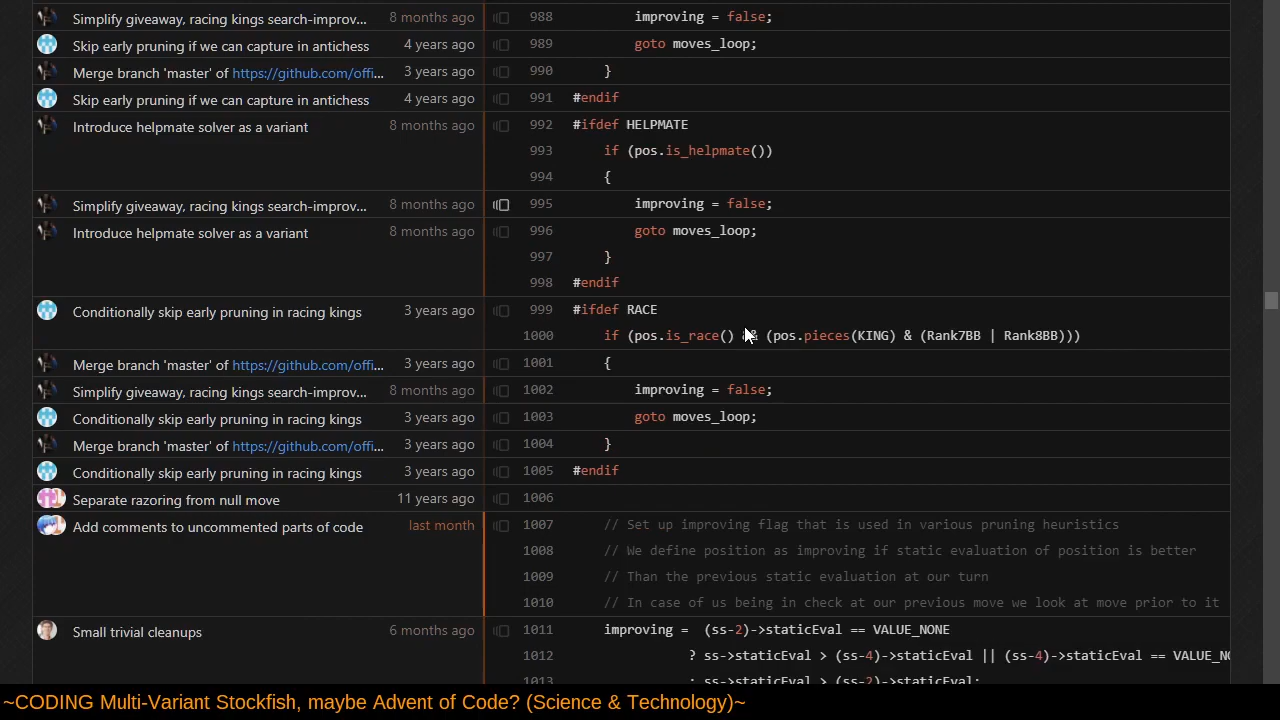 Simplify giveaway, racing kings search-improv... 8 months ago 988 improving = false;
Skip early pruning if we can capture in antichess 4 years ago 989 goto moves_loop;
Merge branch 'master' of https://github.com/offi... 3 years ago 990 }
Skip early pruning if we can capture in antichess 4 years ago 991 #endif
Introduce helpmate solver as a variant 8 months ago 992 #ifdef HELPMATE
993 if (pos.is_helpmate())
994 {
Simplify giveaway, racing kings search-improv... 8 months ago 995 improving = false;
Introduce helpmate solver as a variant 8 months ago 996 goto moves_loop;
997 }
998 #endif
Conditionally skip early pruning in racing kings 3 years ago 999 #ifdef RACE
1000 if (pos.is_race() && (pos.pieces(KING) & (Rank7BB | Rank8BB)))
Merge branch 'master' of https://github.com/offi... 3 years ago 1001 {
Simplify giveaway, racing kings search-improv... 8 months ago 1002 improving = false;
Conditionally skip early pruning in racing kings 3 years ago 1003 goto moves_loop;
Merge branch 'master' of https://github.com/offi... 3 years ago 1004 }
Conditionally skip early pruning in racing kings 3 years ago 1005 #endif
Separate razoring from null move 11 years ago 1006
Add comments to uncommented parts of code last month 1007 // Set up improving flag that is used in various pruning heuristics
1008 // We define position as improving if static evaluation of position is better
1009 // Than the previous static evaluation at our turn
1010 // In case of us being in check at our previous move we look at move prior to it
Small trivial cleanups 6 months ago 1011 improving = (ss-2)->staticEval == VALUE_NONE
1012 ? ss->staticEval > (ss-4)->staticEval || (ss-4)->staticEval == VALUE_NO
1013 : ss->staticEval > (ss-2)->staticEval;
~CODING Multi-Variant Stockfish, maybe Advent of Code? (Science & Technology)~